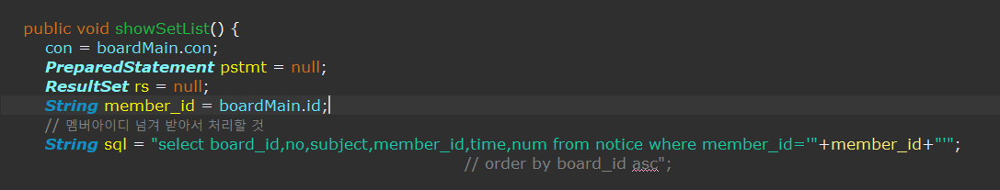 public void showSetList() {
con = boardMain.con;
PreparedStatement pstmt = null;
ResultSet rs = null;
String member_id = boardMain.id;
// 멤버아이디 넘겨 받아서 처리할 것
String sql = "select board_id,no,subject,member_id,time,num from notice where member_id='"+member_id+"'";
// order by board_id asc";